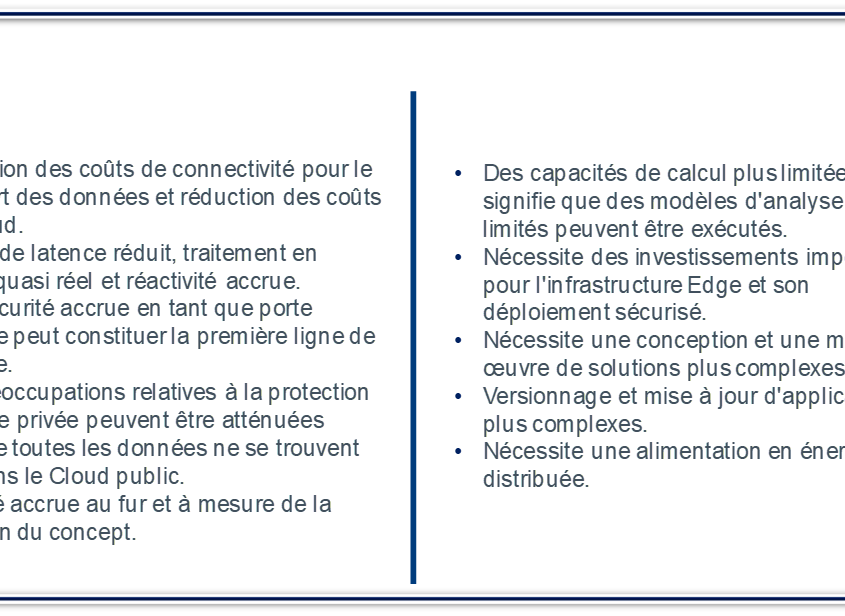 ion des coûts de connectivité pour le
rt des données et réduction des coûts
ud.
de latence réduit, traitement en
quasi réel et réactivité accrue.
curité accrue en tant que porte
e peut constituer la première ligne de
e.
éoccupations relatives à la protection
e privée peuvent être atténuées
e toutes les données ne se trouvent
ns le Cloud public.
é accrue au fur et à mesure de la
n du concept.
• Des capacités de calcul plus limitée
signifie que des modèles d'analyse
limités peuvent être exécutés.
• Nécessite des investissements imp
pour l'infrastructure Edge et son
déploiement sécurisé.
• Nécessite une conception et une m
œuvre de solutions plus complexes
• Versionnage et mise à jour d'applic
plus complexes.
• Nécessite une alimentation en éner
distribuée.